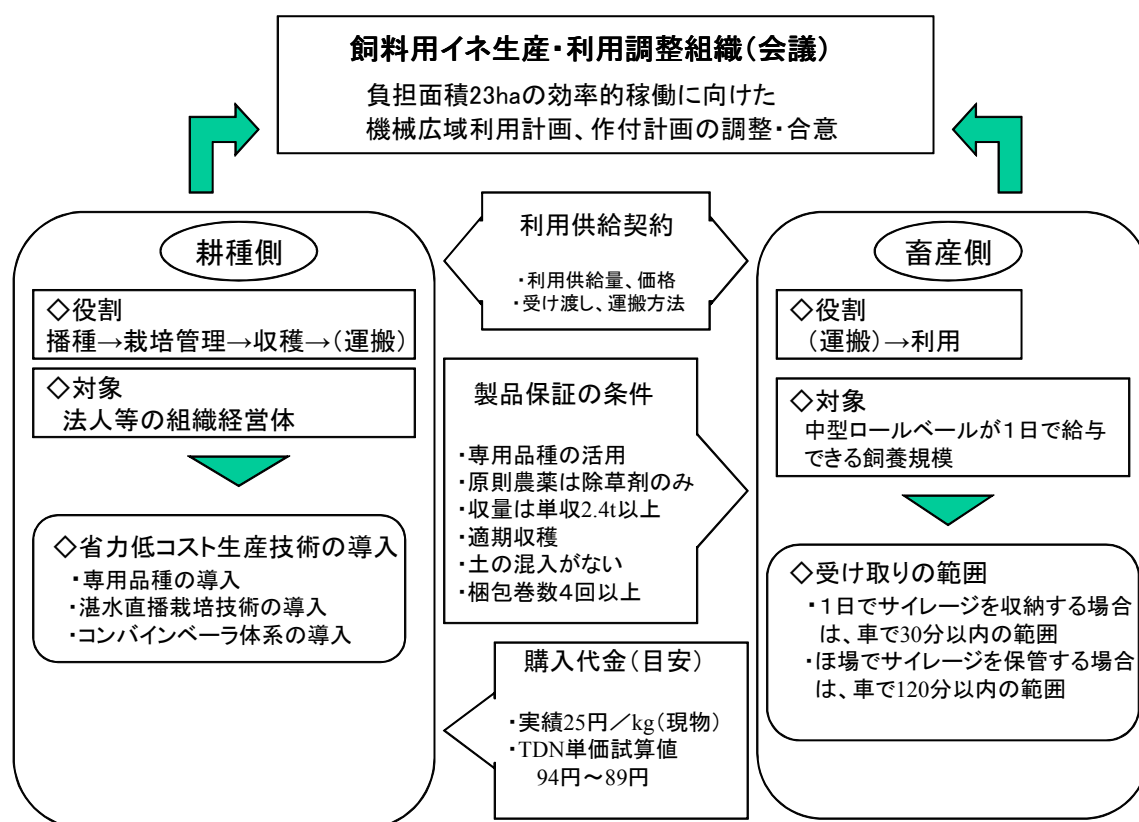 飼料用イネ生産・利用調整組織(会議)
負担面積23haの効率的稼働に向けた
機械広域利用計画、作付計画の調整・合意
耕種側
◇役割
播種→栽培管理→収穫→(運搬)
◇対象
法人等の組織経営体
◇省力低コスト生産技術の導入
・専用品種の導入
・湛水直播栽培技術の導入
・コンバインベーラ体系の導入
利用供給契約
・利用供給量、価格
・受け渡し、運搬方法
製品保証の条件
・専用品種の活用
・原則農薬は除草剤のみ
・収量は単収2.4t以上
・適期収穫
・土の混入がない
・梱包巻数4回以上
購入代金(目安)
・実績25円/kg(現物)
・TDN単価試算値
94円~89円
畜産側
◇役割
(運搬)→利用
◇対象
中型ロールベールが1日で給与
できる飼養規模
◇受け取りの範囲
・1日でサイレージを収納する場合
は、車で30分以内の範囲
・ほ場でサイレージを保管する場合
は、車で120分以内の範囲